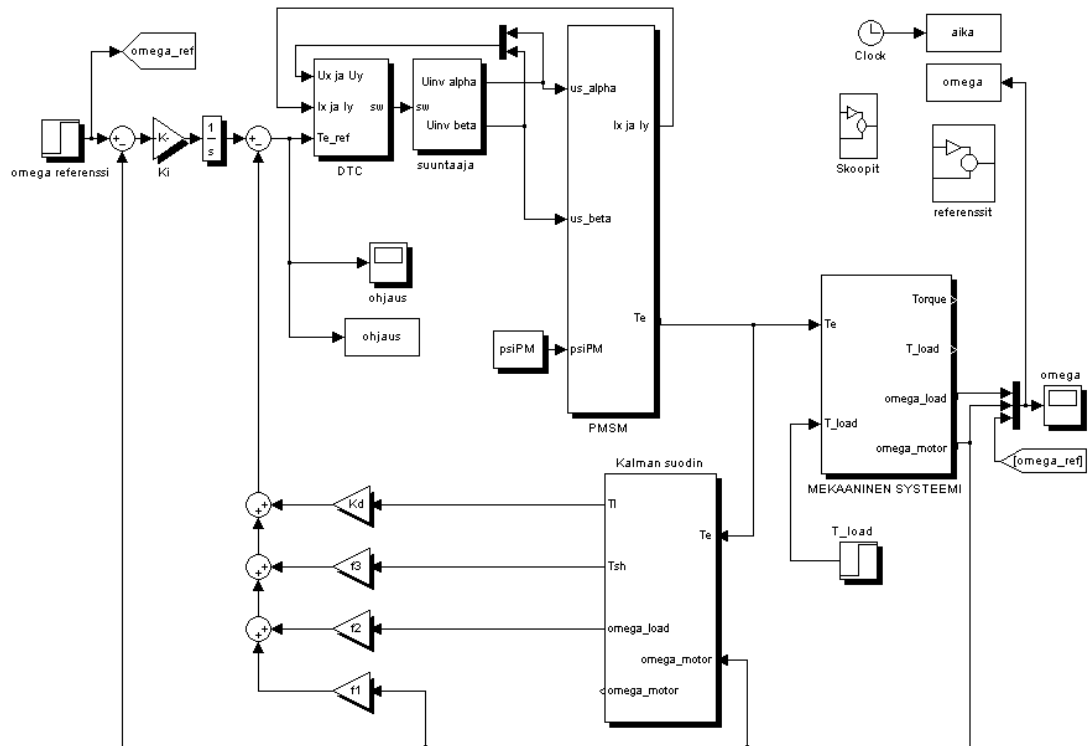 omega_ref
omega referenssi
+
-
K-
Ki
1
s
+
-
Ux ja Uy
Ix ja Iy
Te_ref
sw
DTC
sw
Uinv alpha
Uinv beta
suuntaaja
us_alpha
us_beta
psiPM
Ix ja Iy
Te
PMSM
psiPM
Clock
aika
omega
Skoopit
referenssit
ohjaus
ohjaus
Te
T_load
Torque
T_load
omega_load
omega_motor
MEKAANINEN SYSTEEMI
omega
[omega_ref]
T_load
Kalman suodin
Tl
Tsh
omega_load
omega_motor
Te
omega_motor
Kd
f3
f2
f1
+
+
+
+
+
+